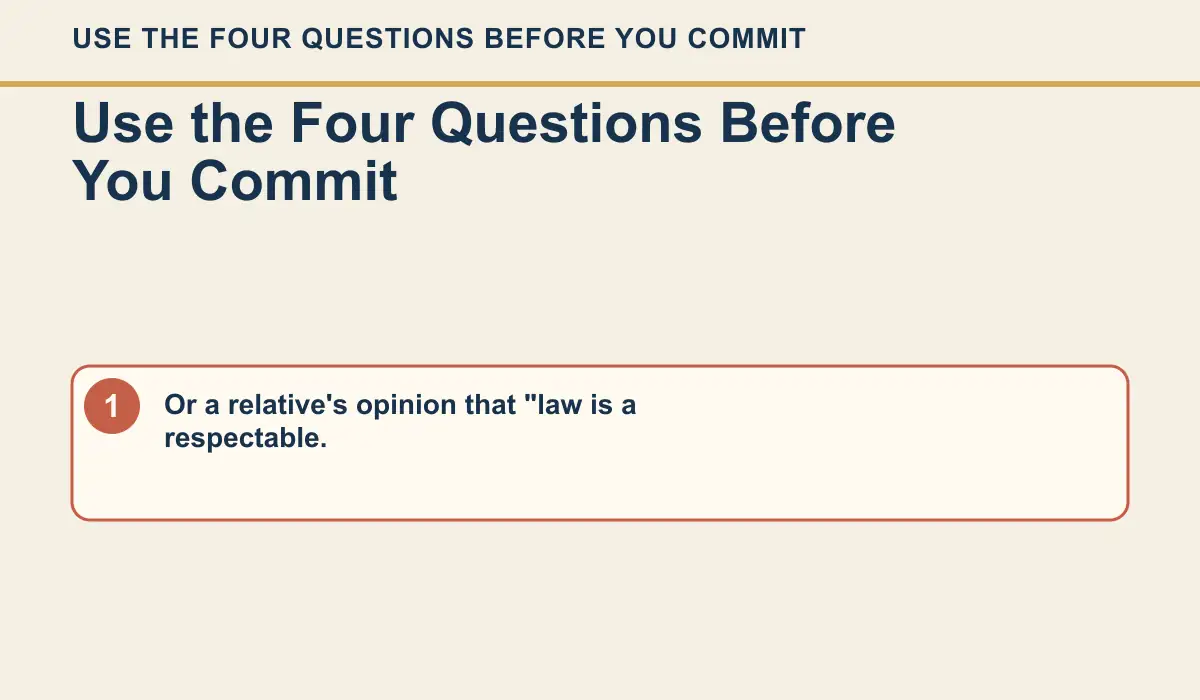 USE THE FOUR QUESTIONS BEFORE YOU COMMIT
Use the Four Questions Before
You Commit
1
Or a relative's opinion that "law is a
respectable.